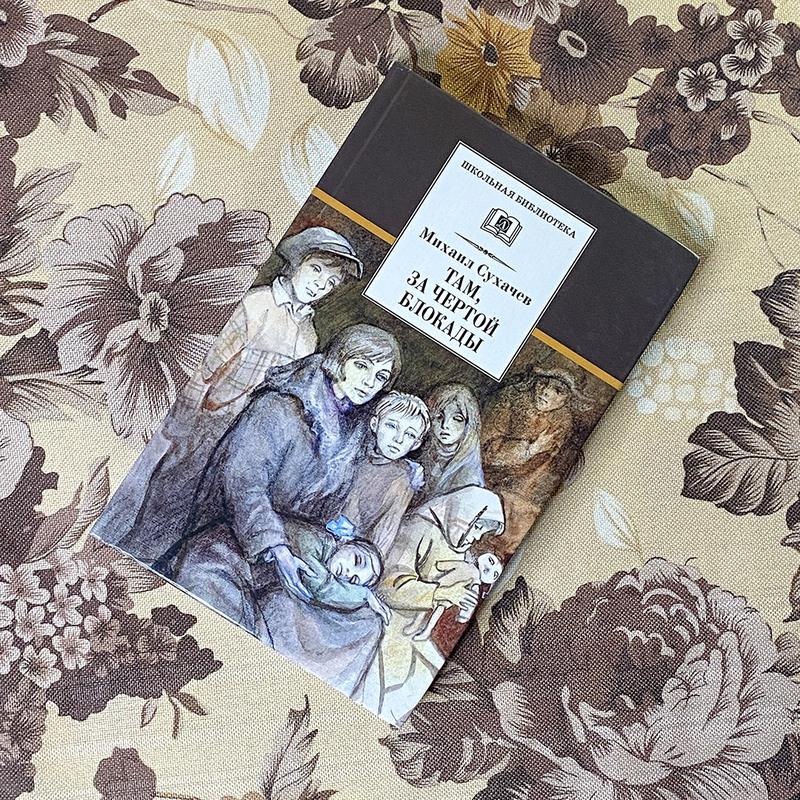 ШКОЛЬНАЯ БИБЛИОТЕКА
Михаил Сухачев
ТАМ,
ЗА ЧЕРТОЙ
БЛОКАДЫ